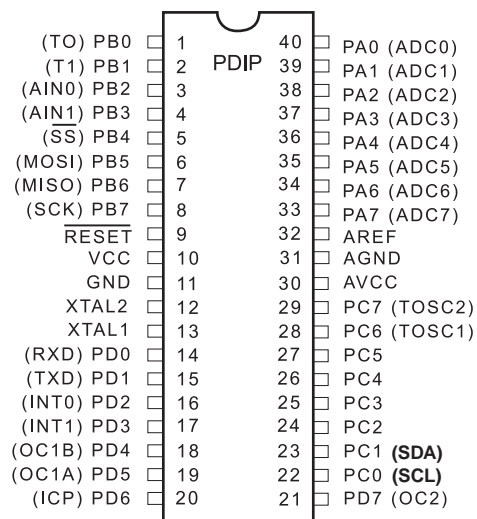 (TO) PB0 1 PDIP 40 PA0 (ADC0)
(T1) PB1 2 39 PA1 (ADC1)
(AIN0) PB2 3 38 PA2 (ADC2)
(AIN1) PB3 4 37 PA3 (ADC3)
(SS) PB4 5 36 PA4 (ADC4)
(MOSI) PB5 6 35 PA5 (ADC5)
(MISO) PB6 7 34 PA6 (ADC6)
(SCK) PB7 8 33 PA7 (ADC7)
RESET 9 32 AREF
VCC 10 31 AGND
GND 11 30 AVCC
XTAL2 12 29 PC7 (TOSC2)
XTAL1 13 28 PC6 (TOSC1)
(RXD) PD0 14 27 PC5
(TXD) PD1 15 26 PC4
(INT0) PD2 16 25 PC3
(INT1) PD3 17 24 PC2
(OC1B) PD4 18 23 PC1 (SDA)
(OC1A) PD5 19 22 PC0 (SCL)
(ICP) PD6 20 21 PD7 (OC2)